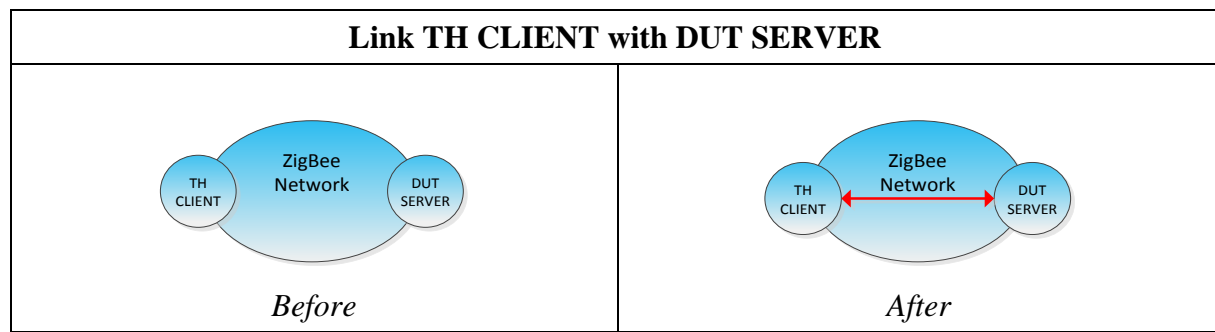 Link TH CLIENT with DUT SERVER
ZigBee
Network
TH
CLIENT
DUT
SERVER
Before
ZigBee
Network
TH
CLIENT
DUT
SERVER
After